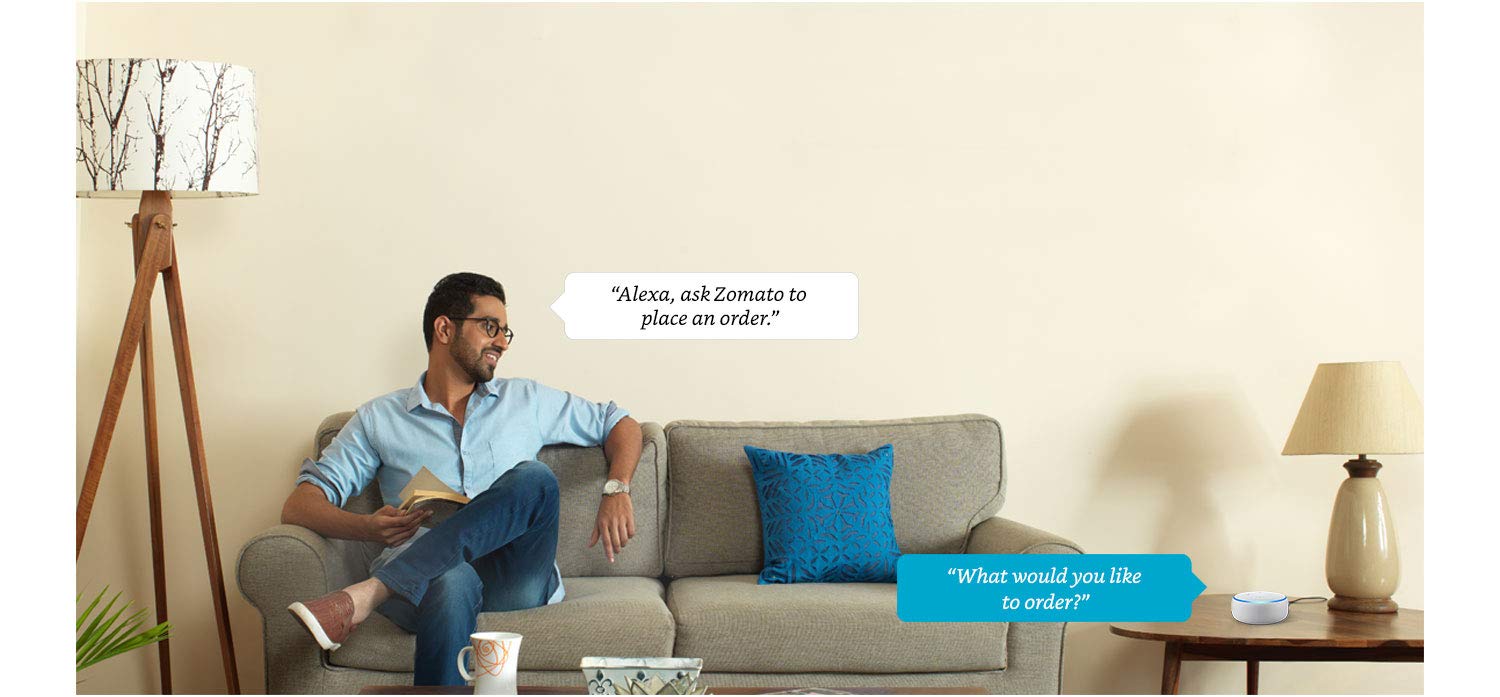 “Alexa, ask Zomato to
place an order.”
“What would you like
to order?”